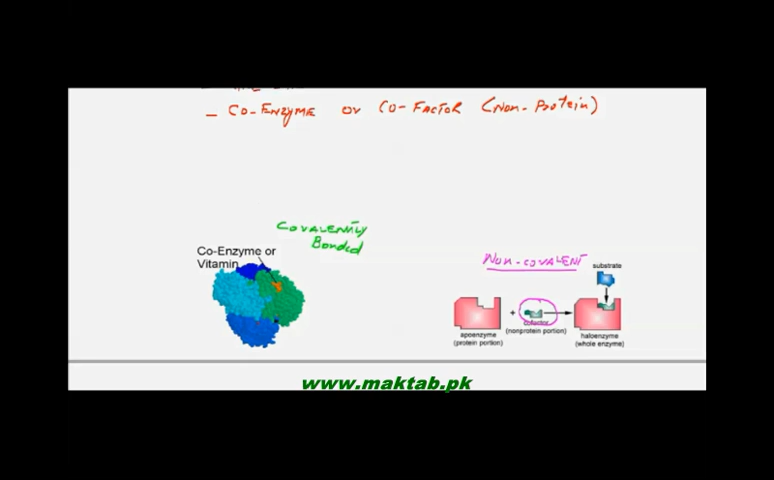 – CO-ENZYME or CO-FACTOR (Non-Protein)
COVALENTLY
Bonded
Co-Enzyme or
Vitamin
NON-COVALENT
substrate
+
cofactor
(nonprotein portion)
apoenzyme
(protein portion)
haloenzyme
(whole enzyme)
www.maktab.pk